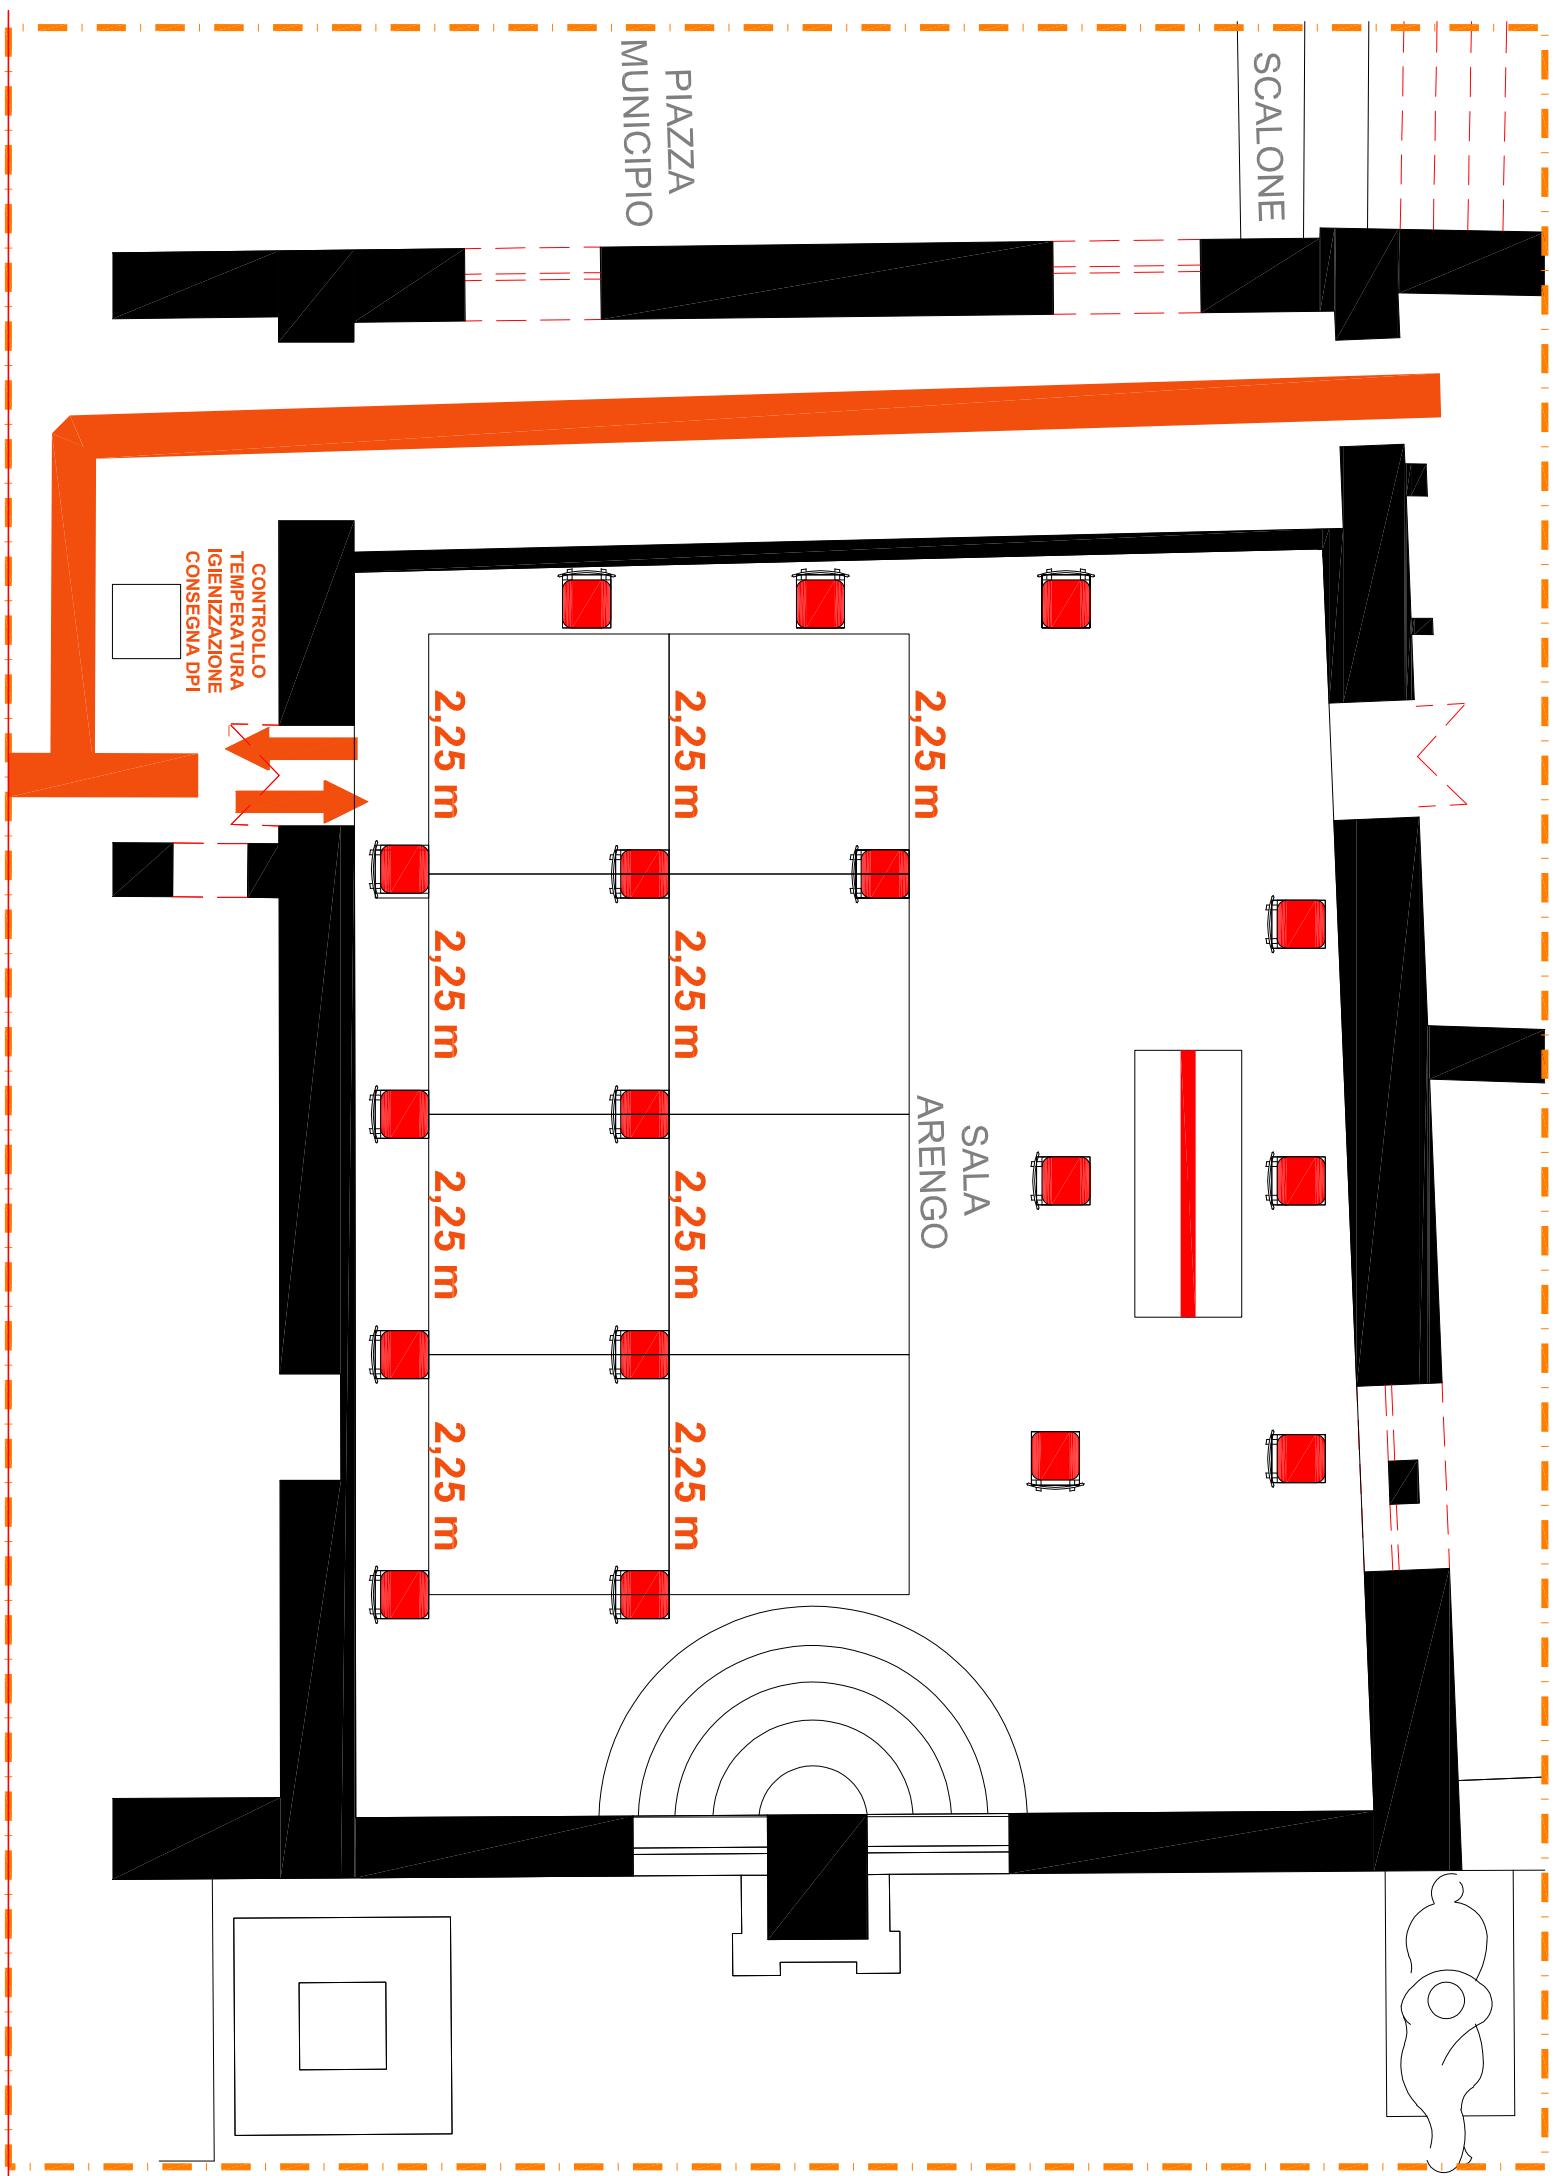 PIAZZA
MUNICIPIO
SCALONE
CONTROLLO
TEMPERATURA
IGIENIZZAZIONE
CONSEGNA DPI
2,25 m
2,25 m
2,25 m
2,25 m
2,25 m
SALA
ARENGO
2,25 m
2,25 m
2,25 m
2,25 m